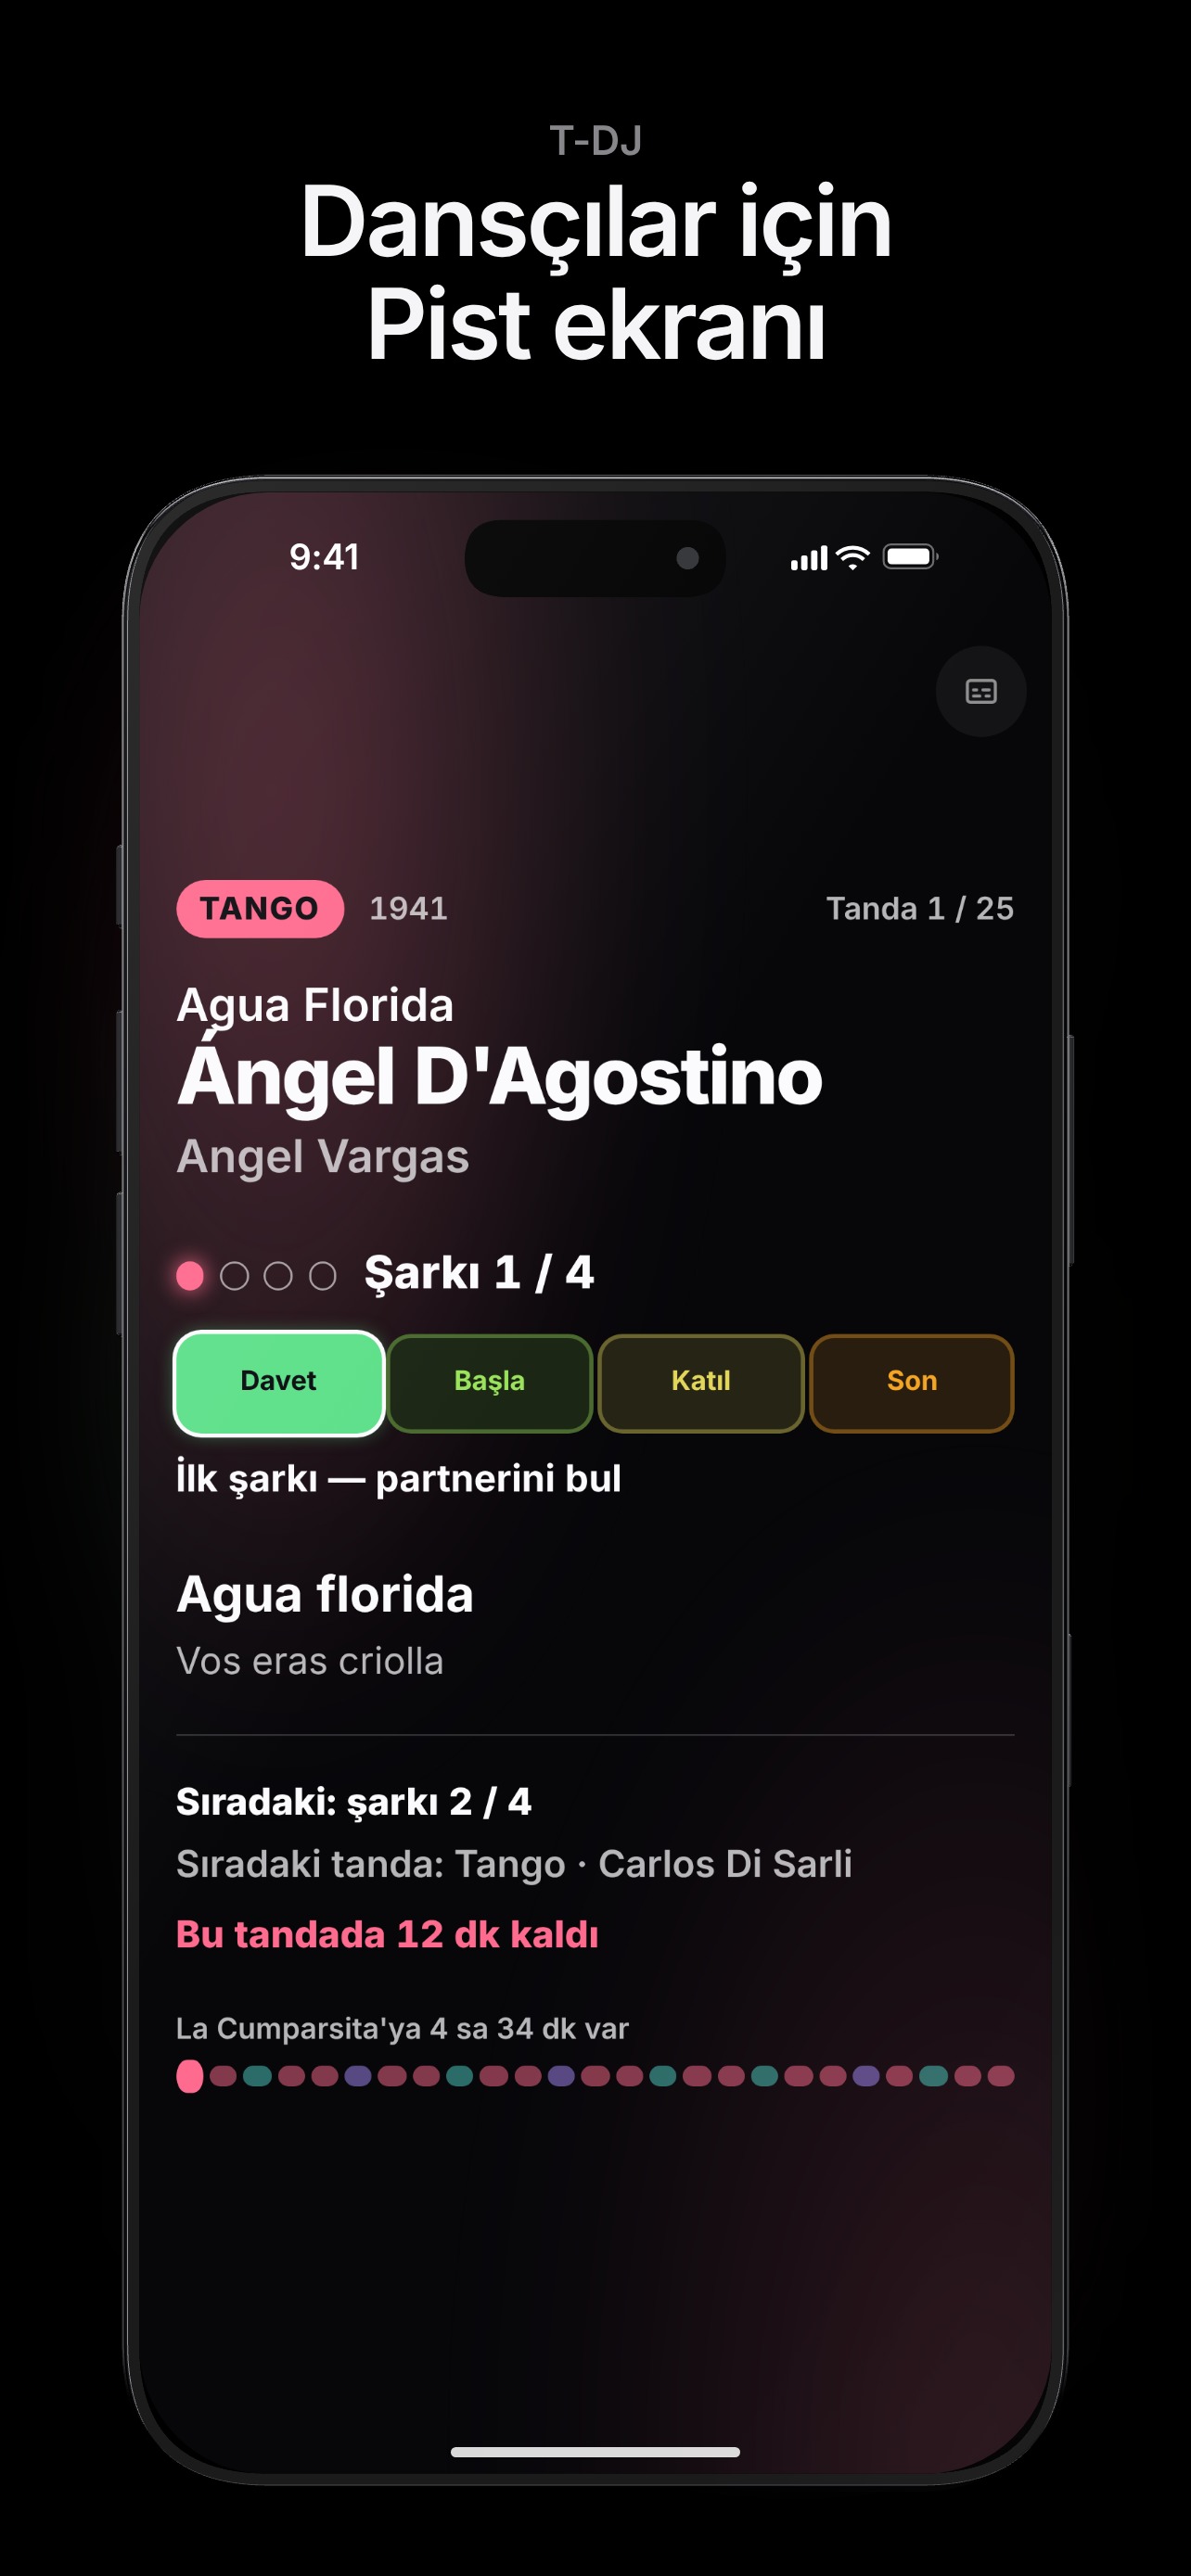 T-DJ
Dansçılar için
Pist ekranı
9:41
TANGO 1941 Tanda 1 / 25
Agua Florida
Ángel D'Agostino
Angel Vargas
Şarkı 1 / 4
Davet Başla Katıl Son
İlk şarkı — partnerini bul
Agua florida
Vos eras criolla
Sıradaki: şarkı 2 / 4
Sıradaki tanda: Tango · Carlos Di Sarli
Bu tandada 12 dk kaldı
La Cumparsita'ya 4 sa 34 dk var